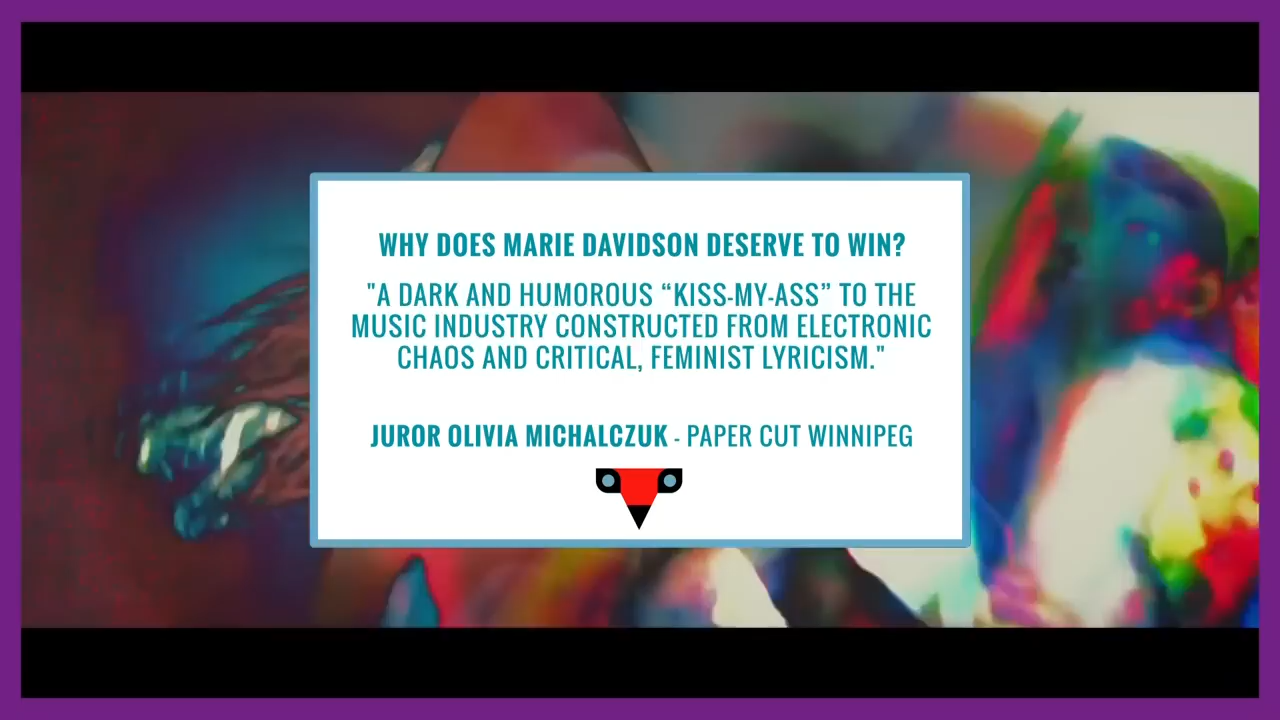 WHY DOES MARIE DAVIDSON DESERVE TO WIN?
"A DARK AND HUMOROUS “KISS-MY-ASS” TO THE
MUSIC INDUSTRY CONSTRUCTED FROM ELECTRONIC
CHAOS AND CRITICAL, FEMINIST LYRICISM."
JUROR OLIVIA MICHALCZUK - PAPER CUT WINNIPEG